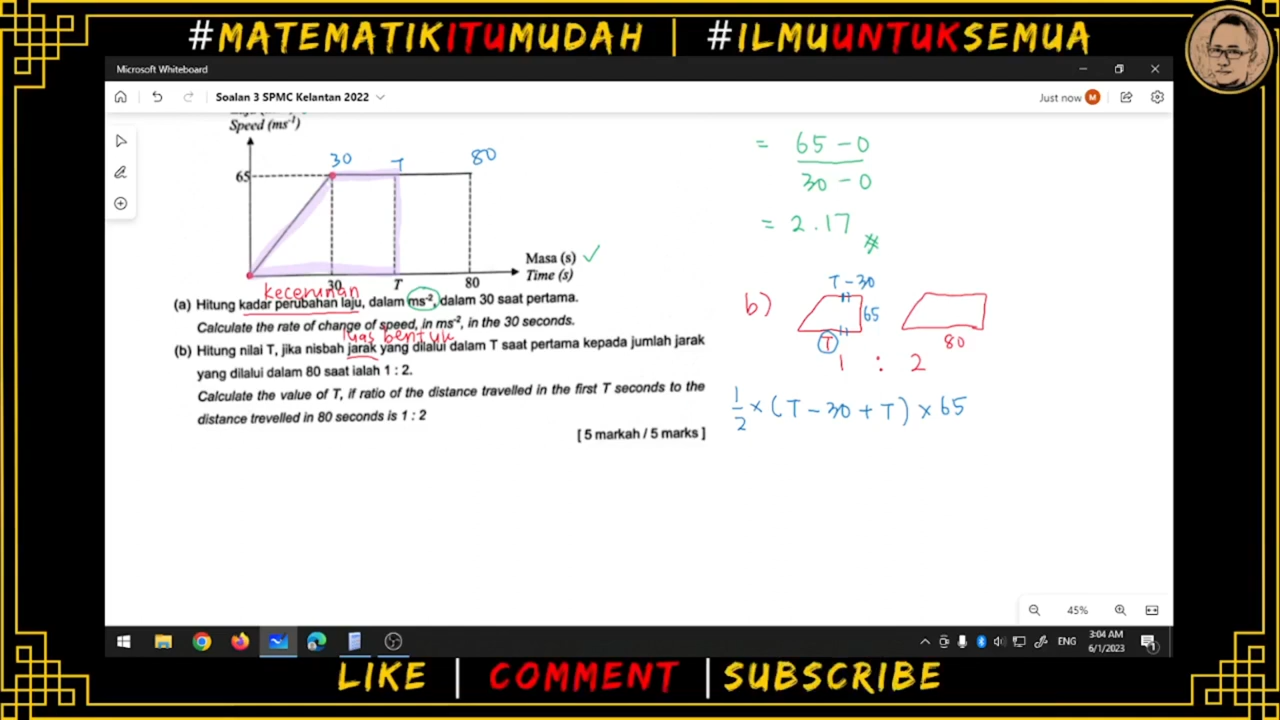 #MATEMATIKITUMUDAH | #ILMUUNTUKSEMUA
Microsoft Whiteboard
Soalan 3 SPMC Kelantan 2022
Just now M
Speed (ms⁻¹)
30 T 80
65
Masa (s) ✓
Time (s)
30 T 80
kecerunan
(a) Hitung kadar perubahan laju, dalam ms⁻², dalam 30 saat pertama.
Calculate the rate of change of speed, in ms⁻², in the 30 seconds.
luas bentuk
(b) Hitung nilai T, jika nisbah jarak yang dilalui dalam T saat pertama kepada jumlah jarak
yang dilalui dalam 80 saat ialah 1 : 2.
Calculate the value of T, if ratio of the distance travelled in the first T seconds to the
distance trevelled in 80 seconds is 1 : 2
[ 5 markah / 5 marks ]
= 65 - 0
30 - 0
= 2.17
b)
T - 30
65
T 80
1 : 2
1/2 × (T - 30 + T) × 65
45%
ENG
3:04 AM
6/1/2023
1
LIKE | COMMENT | SUBSCRIBE